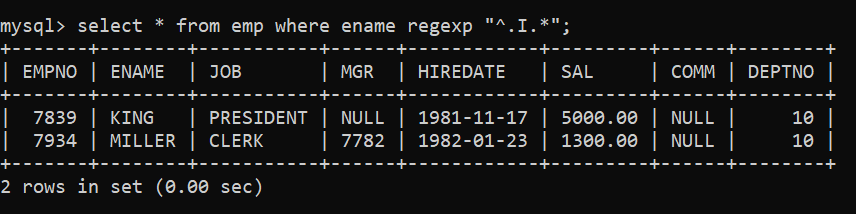 mysql> select * from emp where ename regexp "^.I.*";
+-------+--------+-----------+------+------------+---------+------+--------+
| EMPNO | ENAME  | JOB       | MGR  | HIREDATE   | SAL     | COMM | DEPTNO |
+-------+--------+-----------+------+------------+---------+------+--------+
|  7839 | KING   | PRESIDENT | NULL | 1981-11-17 | 5000.00 | NULL |     10 |
|  7934 | MILLER | CLERK     | 7782 | 1982-01-23 | 1300.00 | NULL |     10 |
+-------+--------+-----------+------+------------+---------+------+--------+
2 rows in set (0.00 sec)